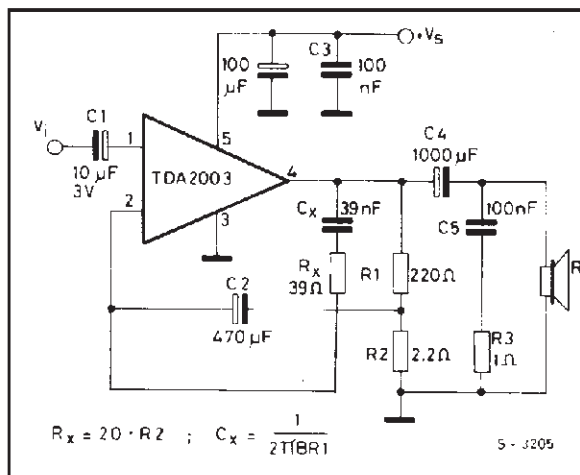 +Vs
100 µF
C3
100 nF
C1
Vi
10 µF 3V
1
2
5
TDA2003
4
3
C4
1000 µF
Cx
39nF
100nF
C5
Rx
39Ω
R1
220Ω
C2
470 µF
R2
2.2Ω
R3
1Ω
R
Rx = 20 · R2 ; Cx = 1 / 2πBR1
S - 3205